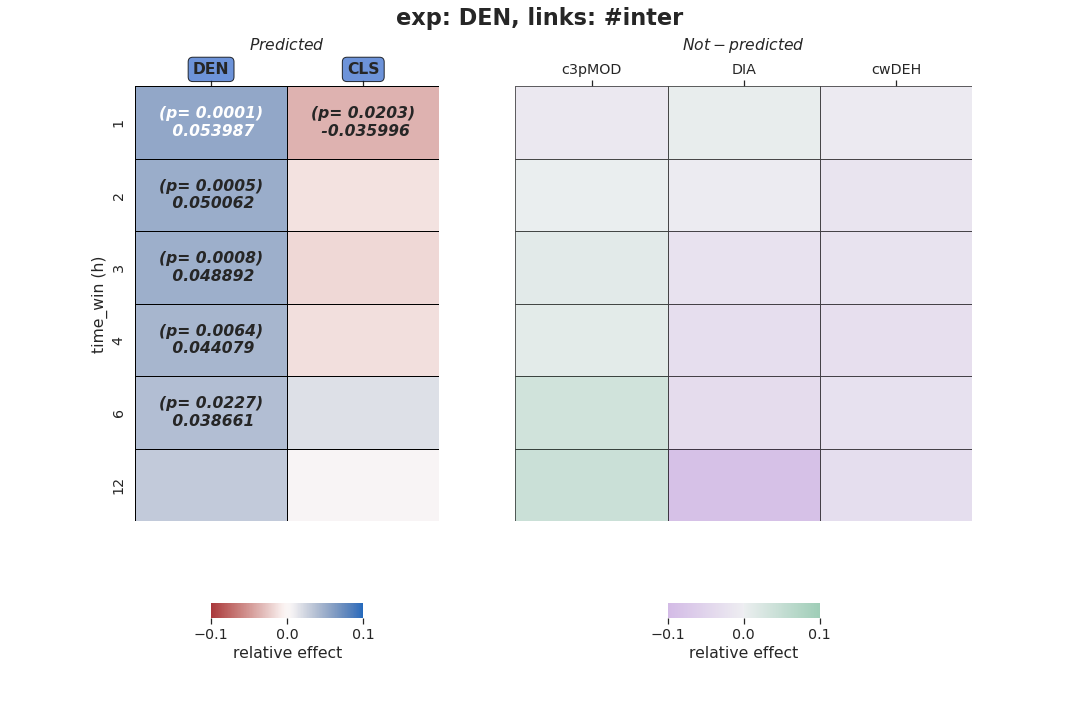 exp: DEN, links: #inter
Predicted
Not−predicted
DEN
CLS
c3pMOD
DIA
cwDEH
time_win (h)
1
(p= 0.0001)
0.053987
(p= 0.0203)
-0.035996
2
(p= 0.0005)
0.050062
3
(p= 0.0008)
0.048892
4
(p= 0.0064)
0.044079
6
(p= 0.0227)
0.038661
12
−0.1
0.0
0.1
relative effect
−0.1
0.0
0.1
relative effect